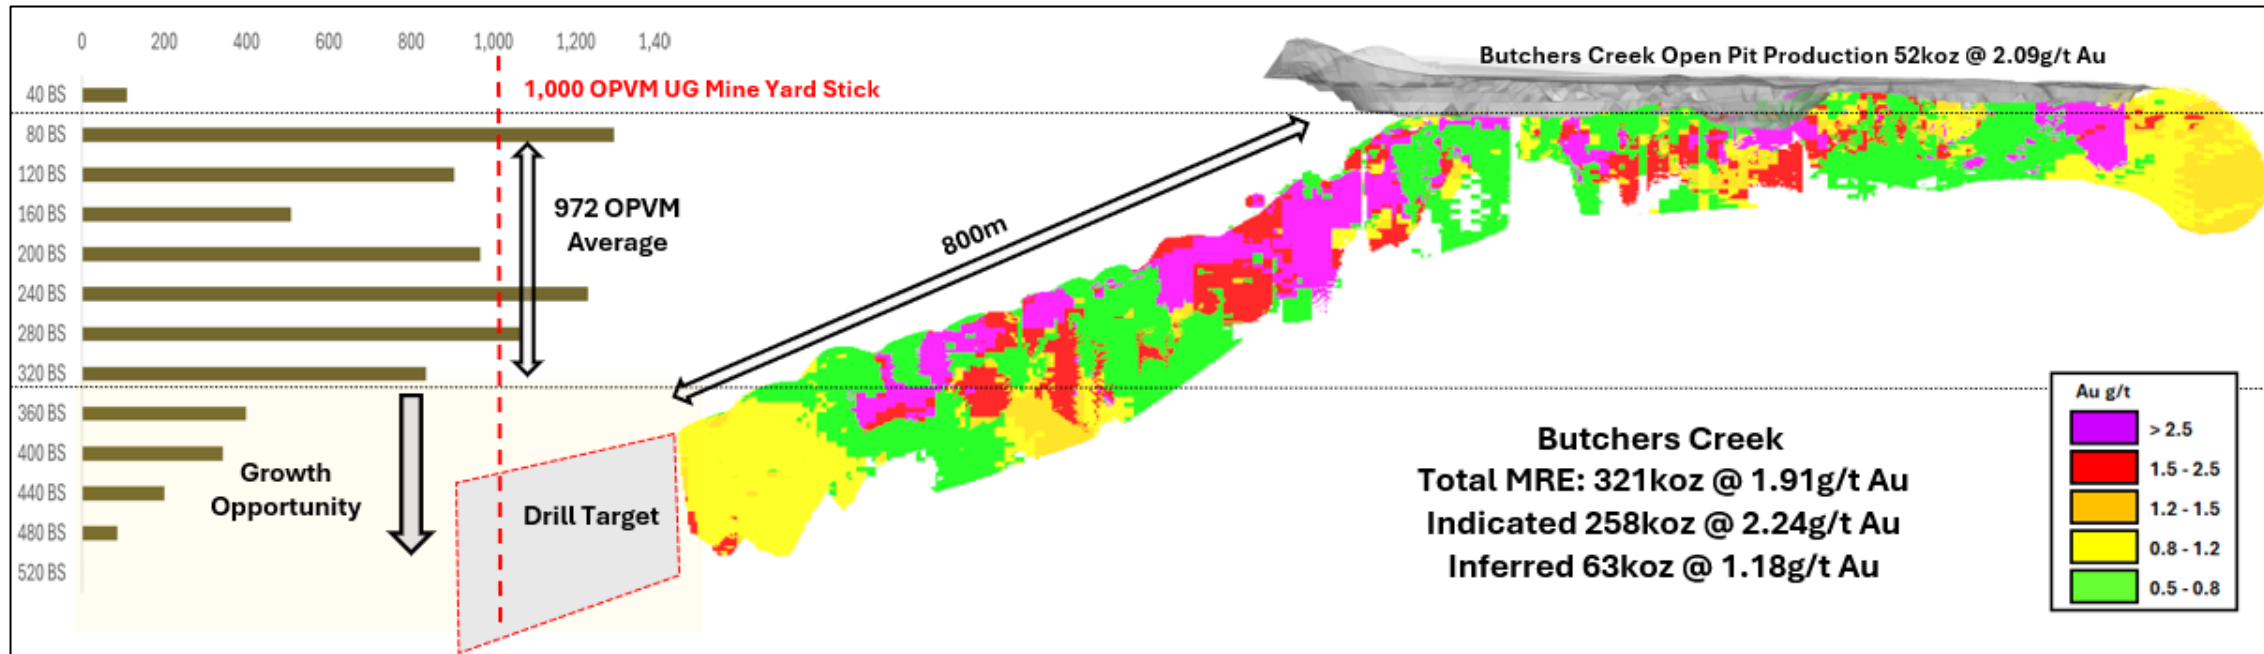 0 200 400 600 800 1,000 1,200 1,40
40 BS
80 BS
120 BS
160 BS
200 BS
240 BS
280 BS
320 BS
360 BS
400 BS
440 BS
480 BS
520 BS
1,000 OPVM UG Mine Yard Stick
972 OPVM
Average
Growth
Opportunity
Drill Target
800m
Butchers Creek Open Pit Production 52koz @ 2.09g/t Au
Butchers Creek
Total MRE: 321koz @ 1.91g/t Au
Indicated 258koz @ 2.24g/t Au
Inferred 63koz @ 1.18g/t Au
Au g/t
> 2.5
1.5 - 2.5
1.2 - 1.5
0.8 - 1.2
0.5 - 0.8